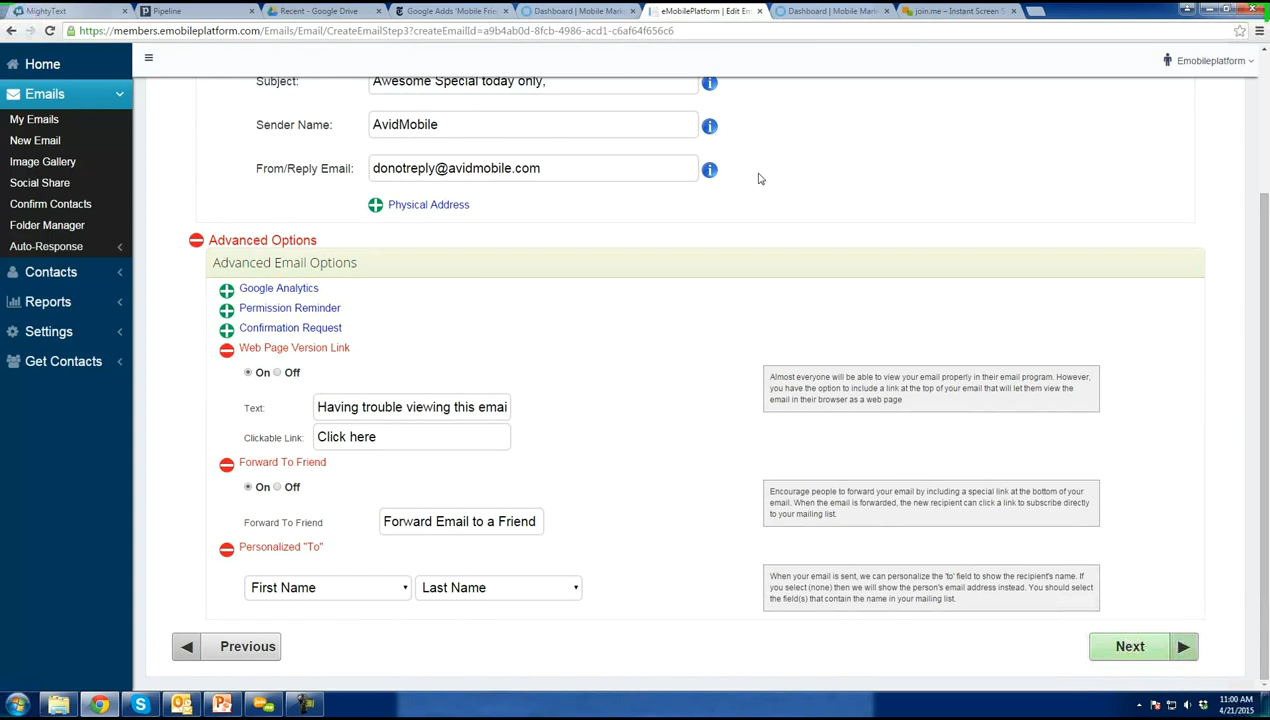 MightyText
Pipeline
Recent - Google Drive
Google Adds 'Mobile Frie
Dashboard | Mobile Mark
eMobilePlatform | Edit Em
Dashboard | Mobile Mark
join.me – Instant Screen S
https://members.emobileplatform.com/Emails/Email/CreateEmailStep3?createEmailId=a9b4ab0d-8fcb-4986-acd1-c6af64f656c6
Home
Emobileplatform
Emails
My Emails
New Email
Image Gallery
Social Share
Confirm Contacts
Folder Manager
Auto-Response
Contacts
Reports
Settings
Get Contacts
Subject: Awesome Special today only,
Sender Name: AvidMobile
From/Reply Email: donotreply@avidmobile.com
Physical Address
Advanced Options
Advanced Email Options
Google Analytics
Permission Reminder
Confirmation Request
Web Page Version Link
On Off
Text: Having trouble viewing this emai
Clickable Link: Click here
Almost everyone will be able to view your email properly in their email program. However,
you have the option to include a link at the top of your email that will let them view the
email in their browser as a web page
Forward To Friend
On Off
Forward To Friend Forward Email to a Friend
Encourage people to forward your email by including a special link at the bottom of your
email. When the email is forwarded, the new recipient can click a link to subscribe directly
to your mailing list.
Personalized "To"
First Name Last Name
When your email is sent, we can personalize the 'to' field to show the recipient's name. If
you select (none) then we will show the person's email address instead. You should select
the field(s) that contain the name in your mailing list.
Previous
Next
11:00 AM
4/21/2015